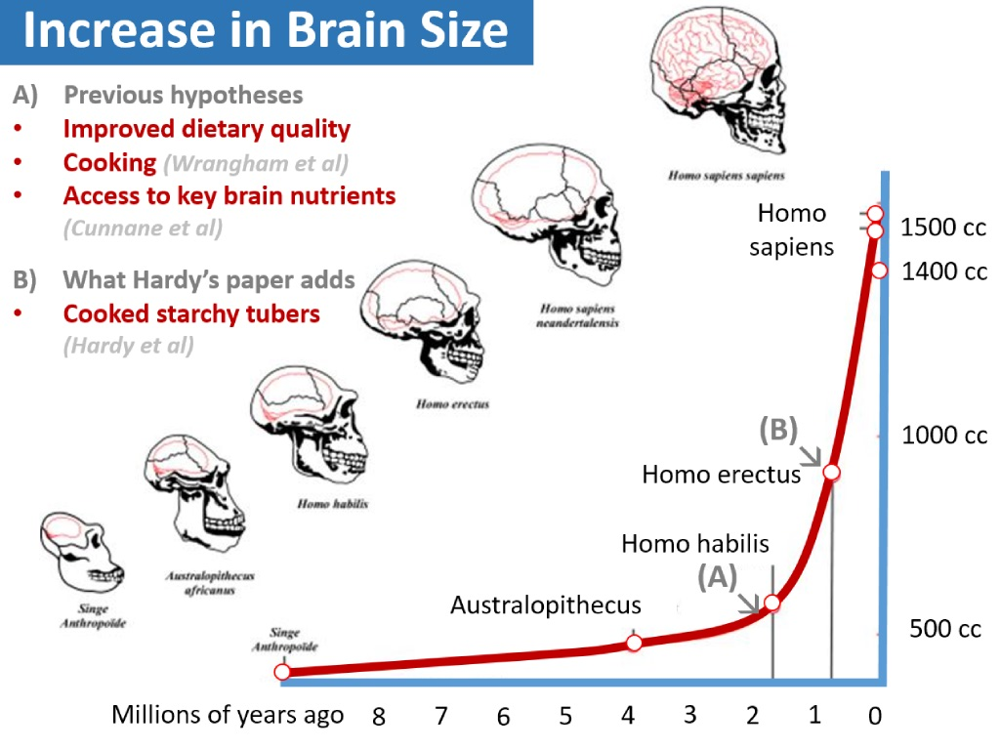 Increase in Brain Size
A) Previous hypotheses
• Improved dietary quality
• Cooking (Wrangham et al)
• Access to key brain nutrients
(Cunnane et al)
B) What Hardy's paper adds
• Cooked starchy tubers
(Hardy et al)
Homo sapiens sapiens
Homo sapiens
neandertalensis
Homo erectus
Homo habilis
Australopithecus
africanus
Singe
Anthropoïde
Homo
sapiens
1500 cc
1400 cc
(B)
1000 cc
Homo erectus
Homo habilis
(A)
Australopithecus
500 cc
Singe
Anthropoïde
Millions of years ago 8 7 6 5 4 3 2 1 0